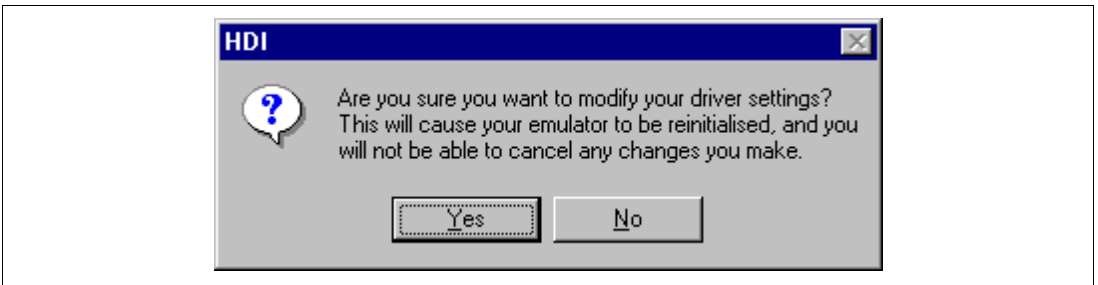 HDI
Are you sure you want to modify your driver settings?
This will cause your emulator to be reinitialised, and you
will not be able to cancel any changes you make.
Yes No